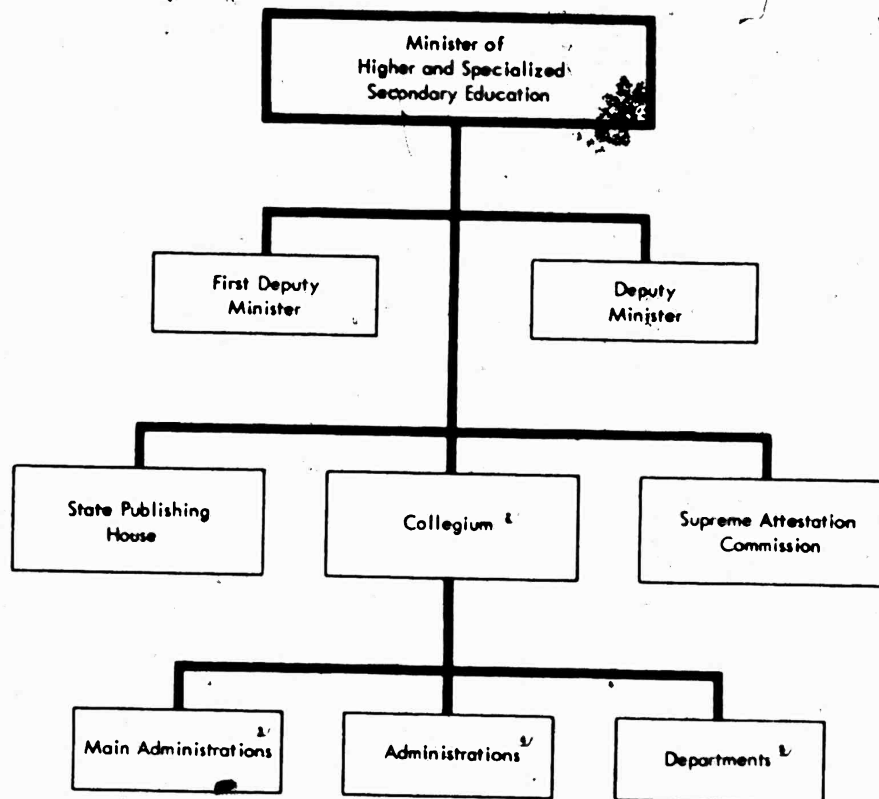 Minister of
Higher and Specialized
Secondary Education
First Deputy
Minister
Deputy
Minister
State Publishing
House
Collegium
Supreme Attestation
Commission
Main Administrations
Administrations
Departments